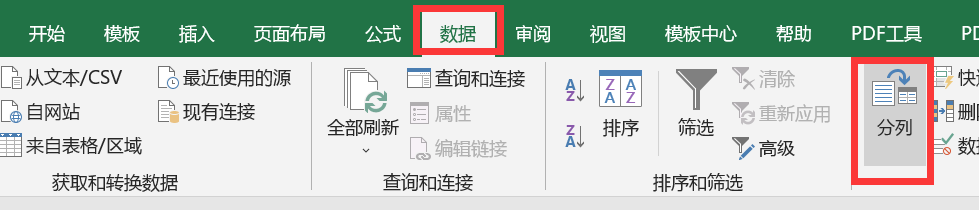 开始 模板 插入 页面布局 公式 数据 审阅 视图 模板中心 帮助 PDF工具
从文本/CSV 最近使用的源 查询和连接 清除
自网站 现有连接 属性 重新应用
来自表格/区域 全部刷新 编辑链接 排序 筛选 高级 分列
获取和转换数据 查询和连接 排序和筛选